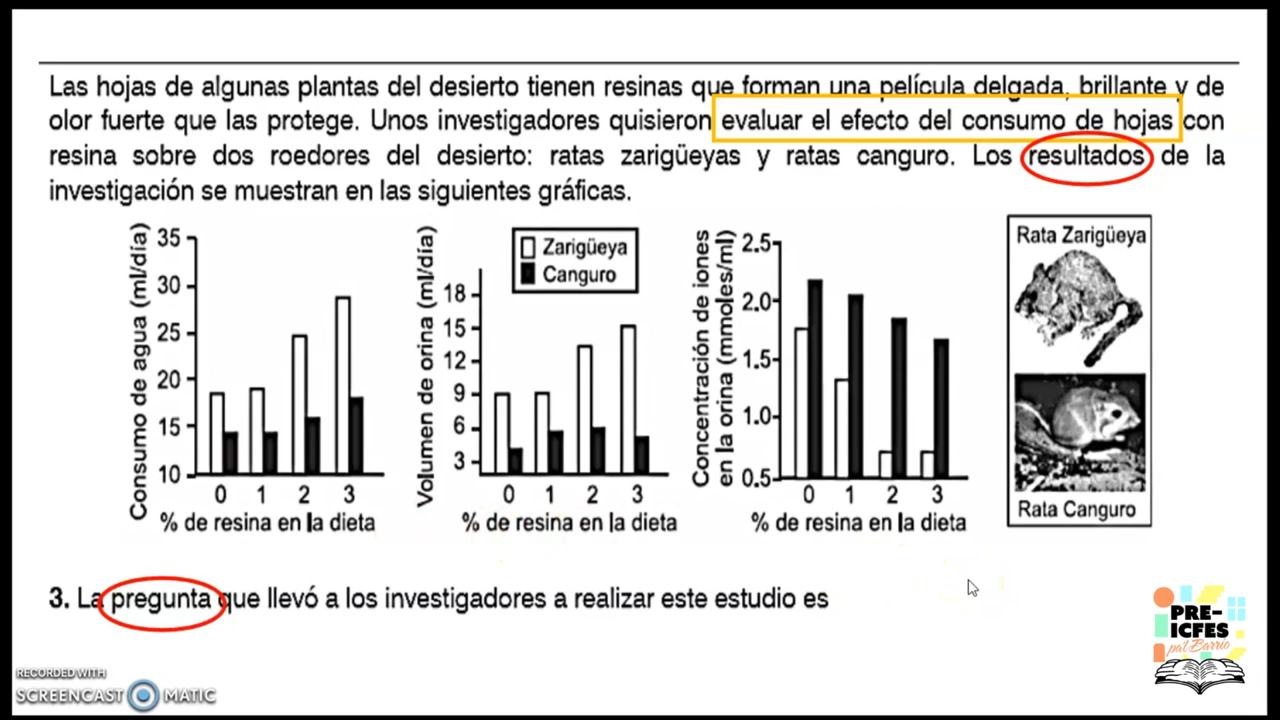 Las hojas de algunas plantas del desierto tienen resinas que forman una película delgada, brillante y de
olor fuerte que las protege. Unos investigadores quisieron evaluar el efecto del consumo de hojas con
resina sobre dos roedores del desierto: ratas zarigüeyas y ratas canguro. Los resultados de la
investigación se muestran en las siguientes gráficas.
Consumo de agua (ml/día)
35
30
25
20
15
10
0 1 2 3
% de resina en la dieta
Volumen de orina (ml/día)
Zarigüeya
Canguro
18
15
12
9
6
3
0 1 2 3
% de resina en la dieta
Concentración de iones
en la orina (mmoles/ml)
2.5
2.0
1.5
1.0
0.5
0 1 2 3
% de resina en la dieta
Rata Zarigüeya
Rata Canguro
3. La pregunta que llevó a los investigadores a realizar este estudio es
PRE-
ICFES
pa'l Barrio
RECORDED WITH
SCREENCAST MATIC